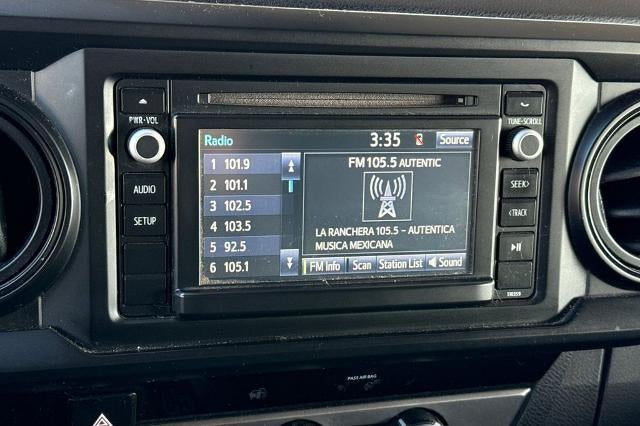 PWR•VOL
AUDIO
SETUP
Radio 3:35 Source
1 101.9
2 101.1
3 102.5
4 103.5
5 92.5
6 105.1
FM 105.5 AUTENTIC
LA RANCHERA 105.5 - AUTENTICA
MUSICA MEXICANA
FM Info Scan Station List Sound
TUNE•SCROLL
SEEK>
<TRACK
PASS AIR BAG